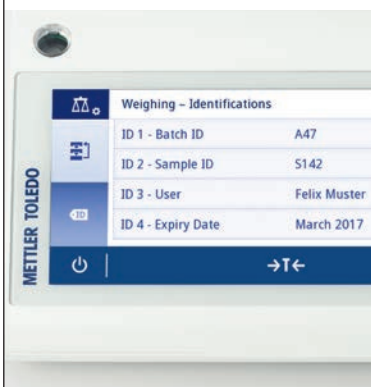 Weighing – Identifications
ID 1 - Batch ID A47
ID 2 - Sample ID S142
ID 3 - User Felix Muster
ID 4 - Expiry Date March 2017
ID
→T←
METTLER TOLEDO